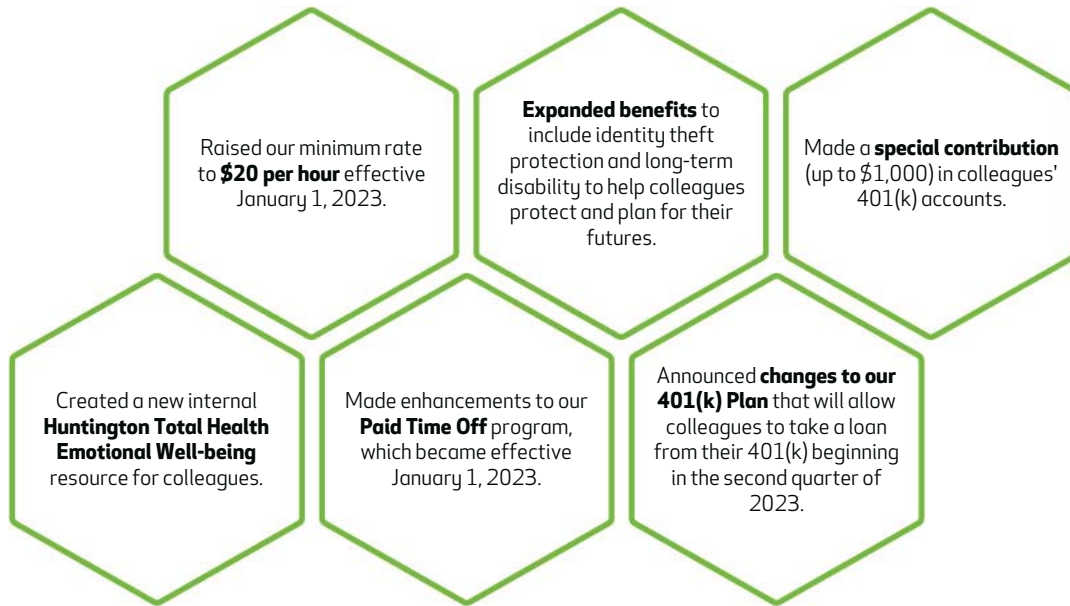 Raised our minimum rate
to $20 per hour effective
January 1, 2023.
Expanded benefits to
include identity theft
protection and long-term
disability to help colleagues
protect and plan for their
futures.
Made a special contribution
(up to $1,000) in colleagues'
401(k) accounts.
Created a new internal
Huntington Total Health
Emotional Well-being
resource for colleagues.
Made enhancements to our
Paid Time Off program,
which became effective
January 1, 2023.
Announced changes to our
401(k) Plan that will allow
colleagues to take a loan
from their 401(k) beginning
in the second quarter of
2023.